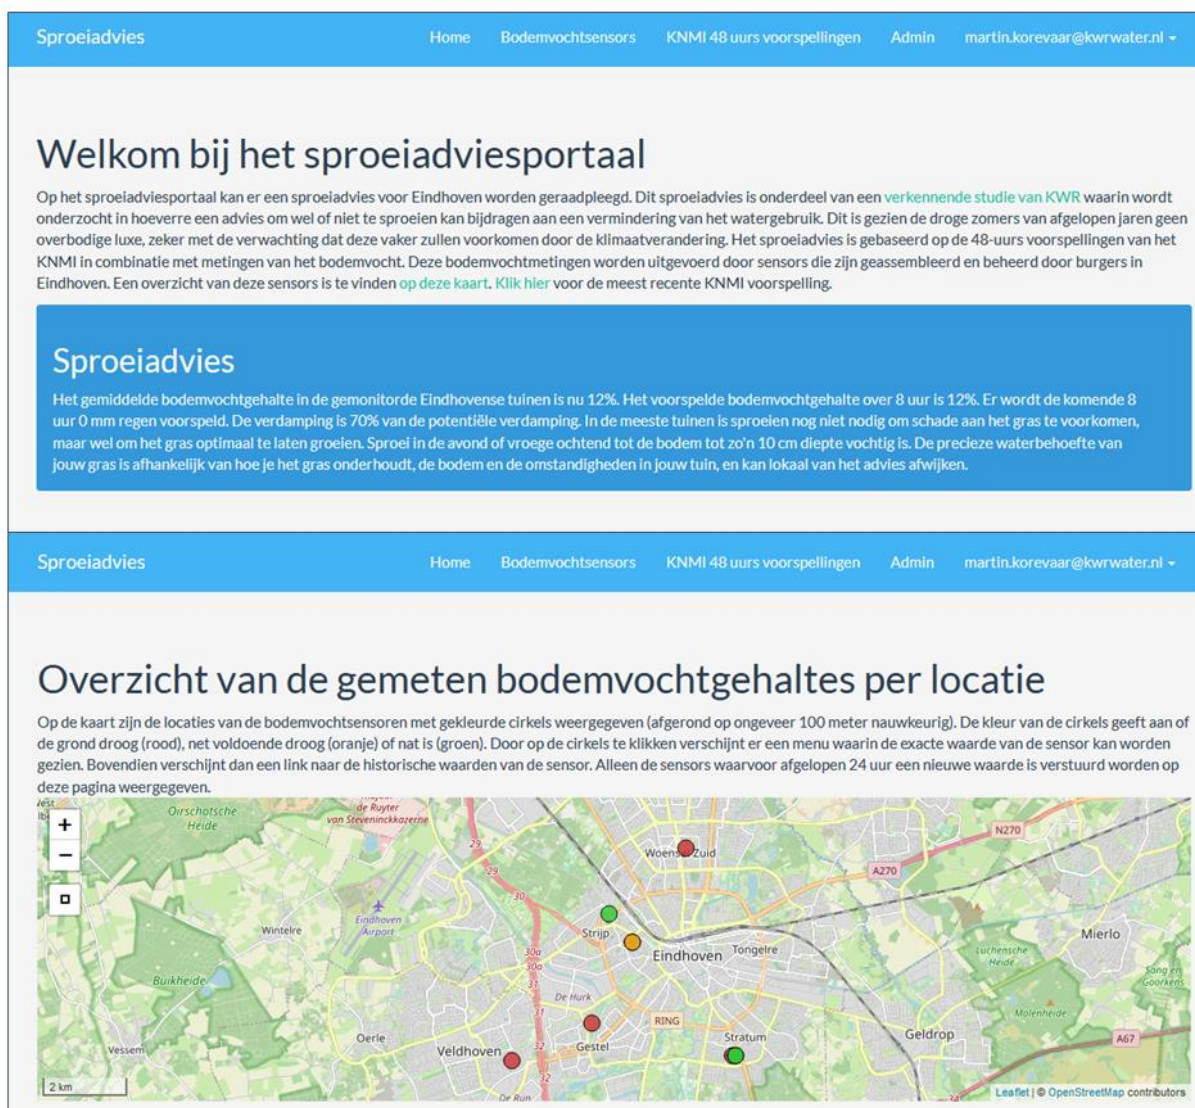 Sproeiadvies Home Bodemvochtsensors KNMI 48 uurs voorspellingen Admin martin.korevaar@kwrwater.nl
Welkom bij het sproeiadviesportaal
Op het sproeiadviesportaal kan er een sproeiadvies voor Eindhoven worden geraadpleegd. Dit sproeiadvies is onderdeel van een verkennende studie van KWR waarin wordt
onderzocht in hoeverre een advies om wel of niet te sproeien kan bijdragen aan een vermindering van het watergebruik. Dit is gezien de droge zomers van afgelopen jaren geen
overbodige luxe, zeker met de verwachting dat deze vaker zullen voorkomen door de klimaatverandering. Het sproeiadvies is gebaseerd op de 48-uurs voorspellingen van het
KNMI in combinatie met metingen van het bodemvocht. Deze bodemvochtmetingen worden uitgevoerd door sensors die zijn geassembleerd en beheerd door burgers in
Eindhoven. Een overzicht van deze sensors is te vinden op deze kaart. Klik hier voor de meest recente KNMI voorspelling.
Sproeiadvies
Het gemiddelde bodemvochtgehalte in de gemonitorde Eindhovense tuinen is nu 12%. Het voorspelde bodemvochtgehalte over 8 uur is 12%. Er wordt de komende 8
uur 0 mm regen voorspeld. De verdamping is 70% van de potentiële verdamping. In de meeste tuinen is sproeien nog niet nodig om schade aan het gras te voorkomen,
maar wel om het gras optimaal te laten groeien. Sproei in de avond of vroege ochtend tot de bodem tot zo'n 10 cm diepte vochtig is. De precieze waterbehoefte van
jouw gras is afhankelijk van hoe je het gras onderhoudt, de bodem en de omstandigheden in jouw tuin, en kan lokaal van het advies afwijken.
Sproeiadvies Home Bodemvochtsensors KNMI 48 uurs voorspellingen Admin martin.korevaar@kwrwater.nl
Overzicht van de gemeten bodemvochtgehaltes per locatie
Op de kaart zijn de locaties van de bodemvochtsensoren met gekleurde cirkels weergegeven (afgerond op ongeveer 100 meter nauwkeurig). De kleur van de cirkels geeft aan of
de grond droog (rood), net voldoende droog (oranje) of nat is (groen). Door op de cirkels te klikken verschijnt er een menu waarin de exacte waarde van de sensor kan worden
gezien. Bovendien verschijnt dan een link naar de historische waarden van de sensor. Alleen de sensors waarvoor afgelopen 24 uur een nieuwe waarde is verstuurd worden op
deze pagina weergegeven.
+
−
Oirschotsche
Heide
de Ruyter
van Steveninckkazerne
29
29
30
N270
A270
Woensel-Zuid
Eindhoven
Airport
Wintelre
Strijp
30a
30a
31
Eindhoven
Tongelre
Mierlo
Luchensche
Heide
Sang en
Goorkens
Buikheide
De Hurk
RING
Molenheide
Vessem
Oerle
Veldhoven
32
Gestel
Stratum
Geldrop
A67
32
De Run
34
2 km
Leaflet | © OpenStreetMap contributors